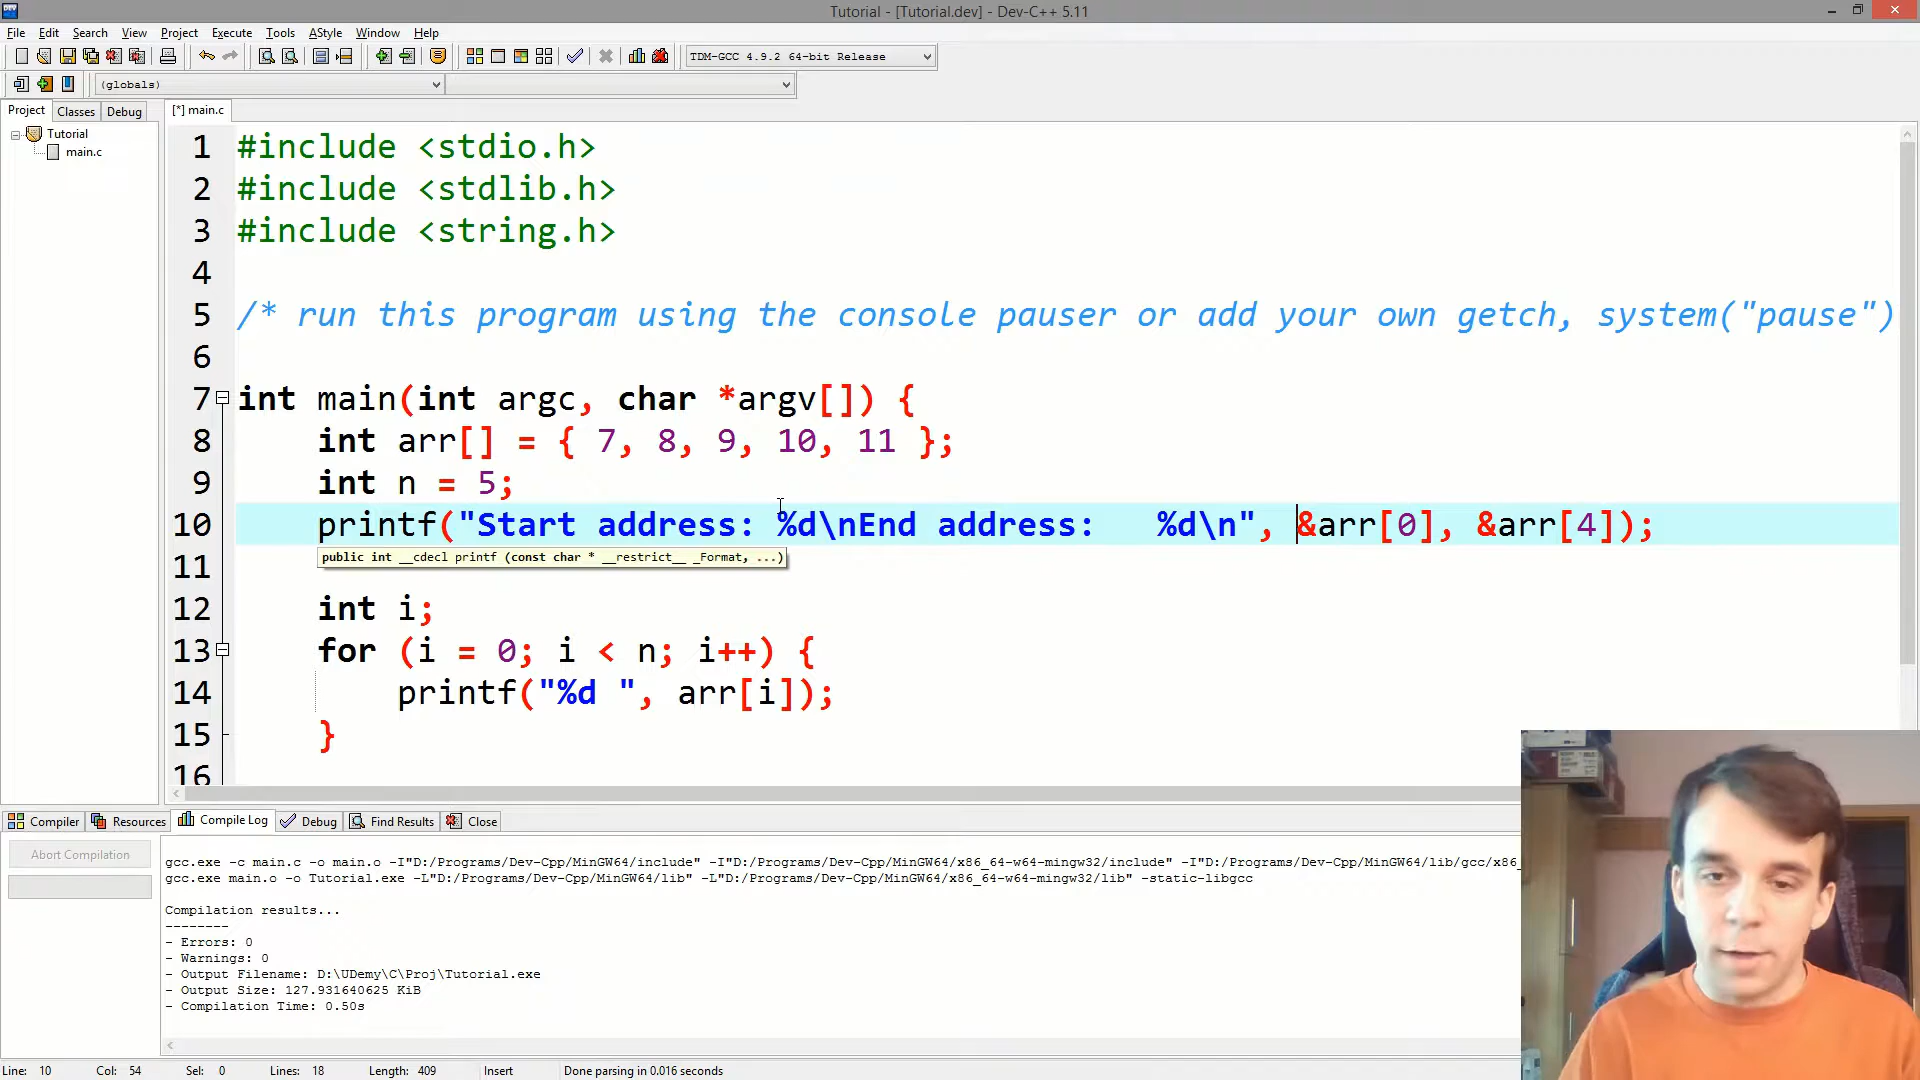 Tutorial - [Tutorial.dev] - Dev-C++ 5.11
File Edit Search View Project Execute Tools AStyle Window Help
TDM-GCC 4.9.2 64-bit Release
(globals)
Project Classes Debug [*] main.c
Tutorial
main.c
1 #include <stdio.h>
2 #include <stdlib.h>
3 #include <string.h>
4
5 /* run this program using the console pauser or add your own getch, system("pause")
6
7 int main(int argc, char *argv[]) {
8 int arr[] = { 7, 8, 9, 10, 11 };
9 int n = 5;
10 printf("Start address: %d\nEnd address:   %d\n", &arr[0], &arr[4]);
public int __cdecl printf (const char * __restrict__ _Format, ...)
11
12 int i;
13 for (i = 0; i < n; i++) {
14 printf("%d ", arr[i]);
15 }
16
Compiler Resources Compile Log Debug Find Results Close
Abort Compilation
gcc.exe -c main.c -o main.o -I"D:/Programs/Dev-Cpp/MinGW64/include" -I"D:/Programs/Dev-Cpp/MinGW64/x86_64-w64-mingw32/include" -I"D:/Programs/Dev-Cpp/MinGW64/lib/gcc/x86_
gcc.exe main.o -o Tutorial.exe -L"D:/Programs/Dev-Cpp/MinGW64/lib" -L"D:/Programs/Dev-Cpp/MinGW64/x86_64-w64-mingw32/lib" -static-libgcc
Compilation results...
--------
- Errors: 0
- Warnings: 0
- Output Filename: D:\UDemy\C\Proj\Tutorial.exe
- Output Size: 127.931640625 KiB
- Compilation Time: 0.50s
Line: 10 Col: 54 Sel: 0 Lines: 18 Length: 409 Insert Done parsing in 0.016 seconds